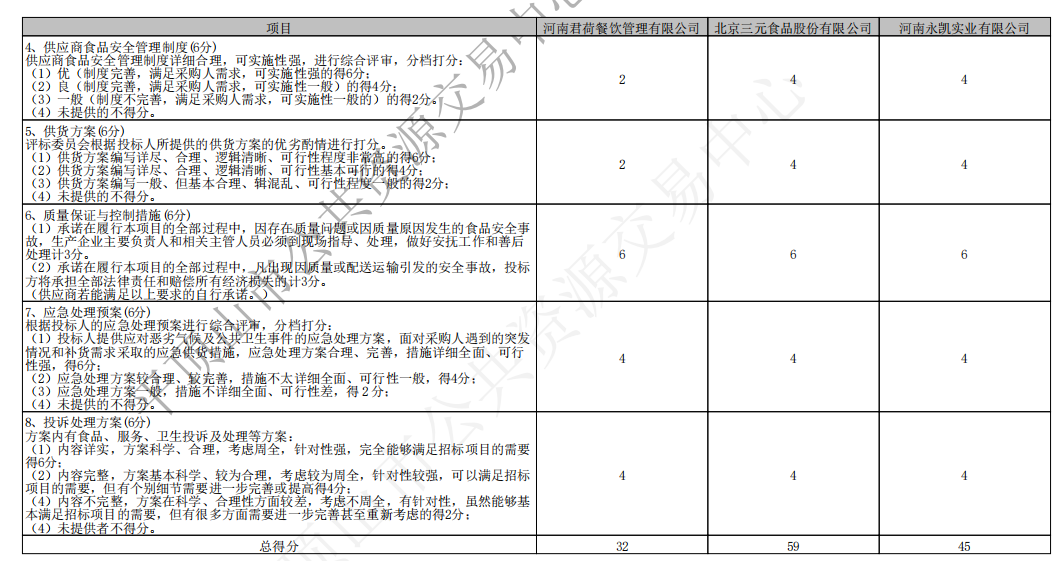 项目 河南君荷餐饮管理有限公司 北京三元食品股份有限公司 河南永凯实业有限公司
4、供应商食品安全管理制度(6分)
供应商食品安全管理制度详细合理，可实施性强，进行综合评审，分档打分：
（1）优（制度完善，满足采购人需求，可实施性强的得6分；
（2）良（制度完善，满足采购人需求，可实施性一般）的得4分；
（3）一般（制度不完善，满足采购人需求，可实施性一般的）的得2分。
（4）未提供的不得分。
2 4 4
5、供货方案(6分)
评标委员会根据投标人所提供的供货方案的优劣酌情进行打分。
（1）供货方案编写详尽、合理、逻辑清晰、可行性程度非常高的得6分；
（2）供货方案编写详尽、合理、逻辑清晰、可行性基本可行的得4分；
（3）供货方案编写一般、但基本合理、辑混乱、可行性程度一般的得2分；
（4）未提供的不得分。
2 4 4
6、质量保证与控制措施(6分)
（1）承诺在履行本项目的全部过程中，因存在质量问题或因质量原因发生的食品安全事
故，生产企业主要负责人和相关主管人员必须到现场指导、处理，做好安抚工作和善后
处理计3分。
（2）承诺在履行本项目的全部过程中，凡出现因质量或配送运输引发的安全事故，投标
方将承担全部法律责任和赔偿所有经济损失的计3分。
（供应商若能满足以上要求的自行承诺。）
6 6 6
7、应急处理预案(6分)
根据投标人的应急处理预案进行综合评审，分档打分：
（1）投标人提供应对恶劣气候及公共卫生事件的应急处理方案，面对采购人遇到的突发
情况和补货需求采取的应急供货措施，应急处理方案合理、完善，措施详细全面、可行
性强，得6分；
（2）应急处理方案较合理、较完善，措施不太详细全面、可行性一般，得4分；
（3）应急处理方案一般，措施不详细全面、可行性差，得２分；
（4）未提供的不得分。
4 4 4
8、投诉处理方案(6分)
方案内有食品、服务、卫生投诉及处理等方案：
（1）内容详实，方案科学、合理，考虑周全，针对性强，完全能够满足招标项目的需要
得6分；
（2）内容完整，方案基本科学、较为合理，考虑较为周全，针对性较强，可以满足招标
项目的需要，但有个别细节需要进一步完善或提高得4分；
（4）内容不完整，方案在科学、合理性方面较差，考虑不周全，有针对性，虽然能够基
本满足招标项目的需要，但有很多方面需要进一步完善甚至重新考虑的得2分；
（4）未提供者不得分。
4 4 4
总得分 32 59 45
平顶山市公共资源交易中心
顶山市公共资源交易中心